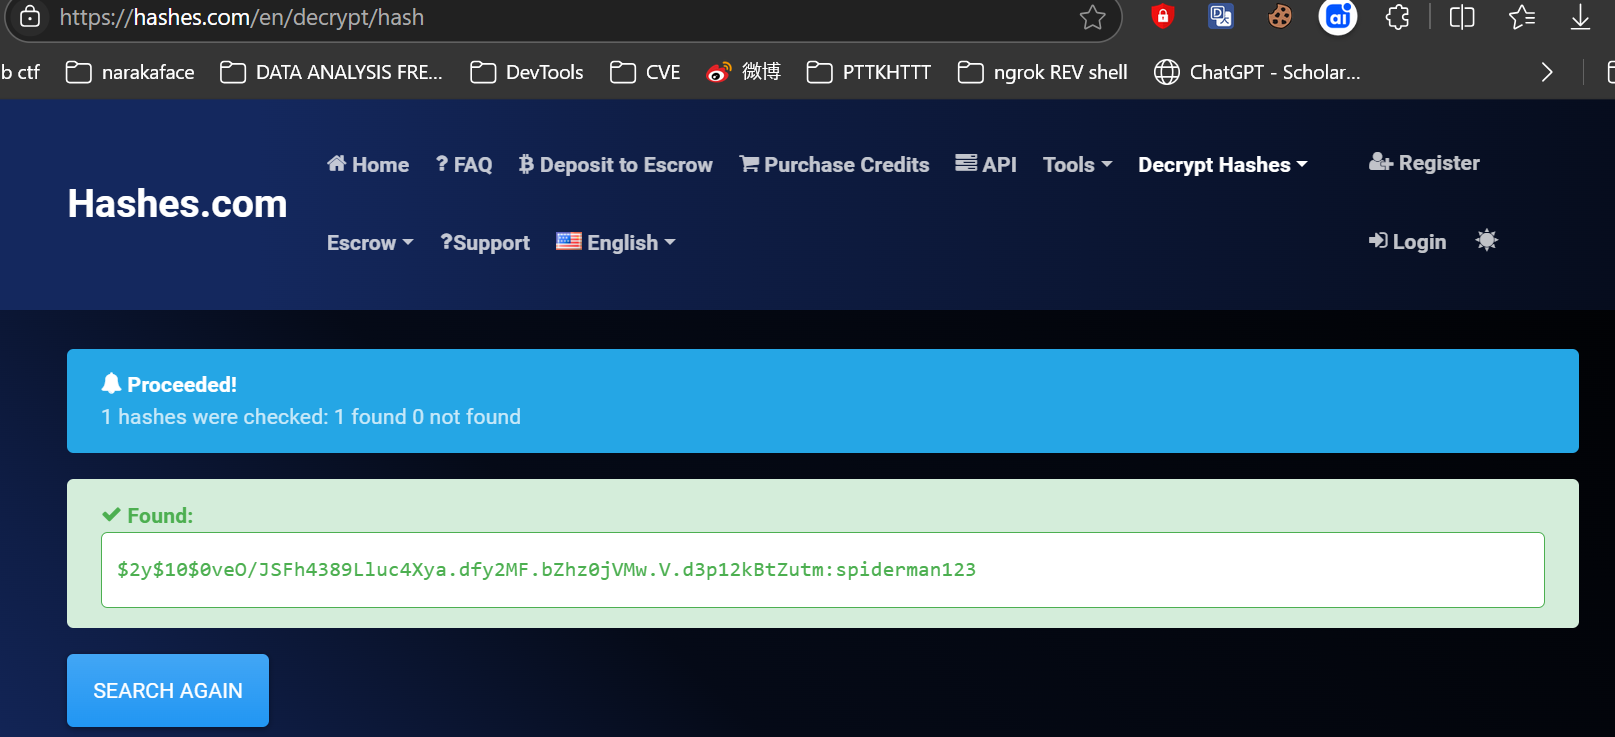 https://hashes.com/en/decrypt/hash
b ctf narakaface DATA ANALYSIS FRE... DevTools CVE 微博 PTTKHTTT ngrok REV shell ChatGPT - Scholar...
Home ? FAQ Deposit to Escrow Purchase Credits API Tools Decrypt Hashes Register
Hashes.com
Escrow ?Support English Login
Proceeded!
1 hashes were checked: 1 found 0 not found
Found:
$2y$10$0veO/JSFh4389Lluc4Xya.dfy2MF.bZhz0jVMw.V.d3p12kBtZutm:spiderman123
SEARCH AGAIN